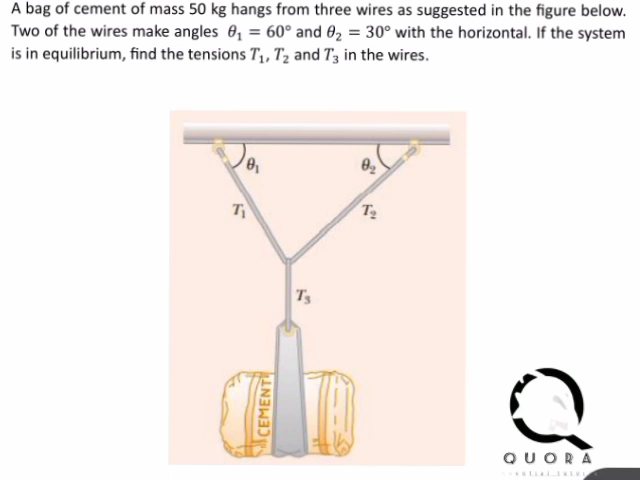 A bag of cement of mass 50 kg hangs from three wires as suggested in the figure below.
Two of the wires make angles θ₁ = 60° and θ₂ = 30° with the horizontal. If the system
is in equilibrium, find the tensions T₁, T₂ and T₃ in the wires.
θ₁ θ₂
T₁ T₂
T₃
CEMENT
QUORA